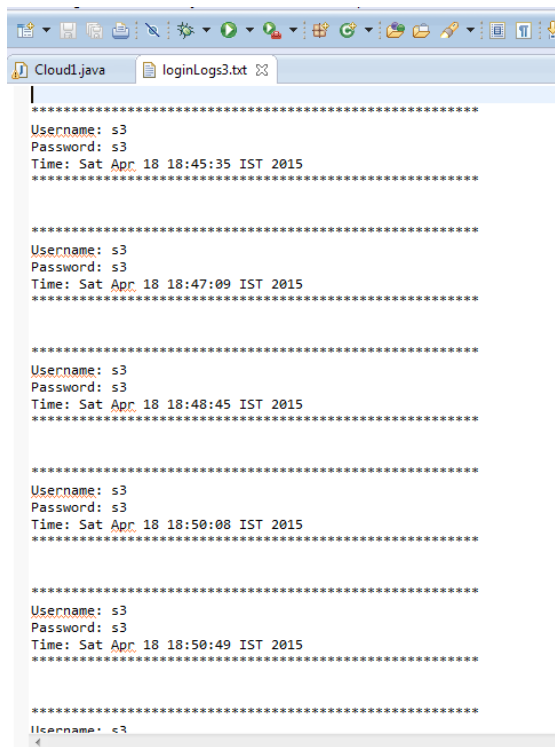 Cloud1.java loginLogs3.txt
********************************************************
Username: s3
Password: s3
Time: Sat Apr 18 18:45:35 IST 2015
********************************************************
********************************************************
Username: s3
Password: s3
Time: Sat Apr 18 18:47:09 IST 2015
********************************************************
********************************************************
Username: s3
Password: s3
Time: Sat Apr 18 18:48:45 IST 2015
********************************************************
********************************************************
Username: s3
Password: s3
Time: Sat Apr 18 18:50:08 IST 2015
********************************************************
********************************************************
Username: s3
Password: s3
Time: Sat Apr 18 18:50:49 IST 2015
********************************************************
********************************************************
Username: s3